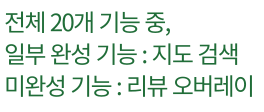 전체 20개 기능 중,
일부 완성 기능 : 지도 검색
미완성 기능 : 리뷰 오버레이